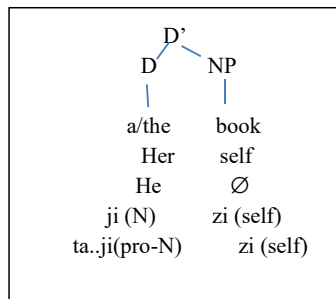 D’
D NP
a/the book
Her self
He ∅
ji (N) zi (self)
ta..ji(pro-N) zi (self)